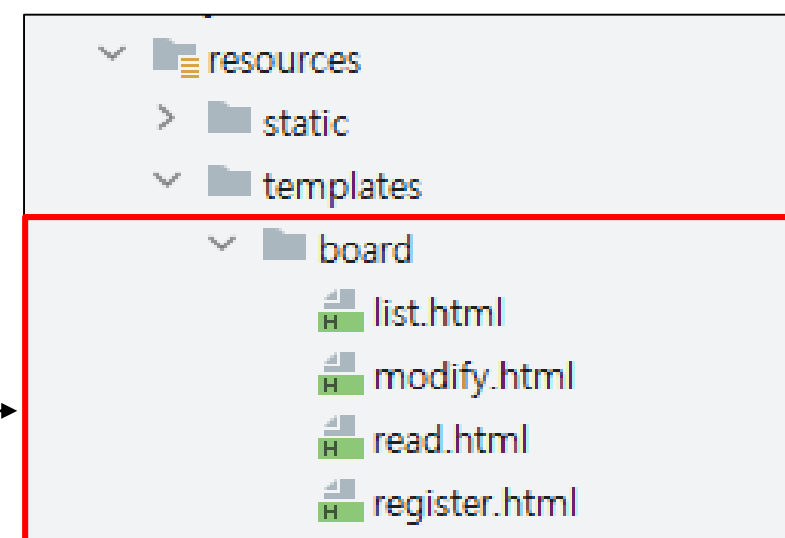 resources
static
templates
board
H list.html
H modify.html
H read.html
H register.html